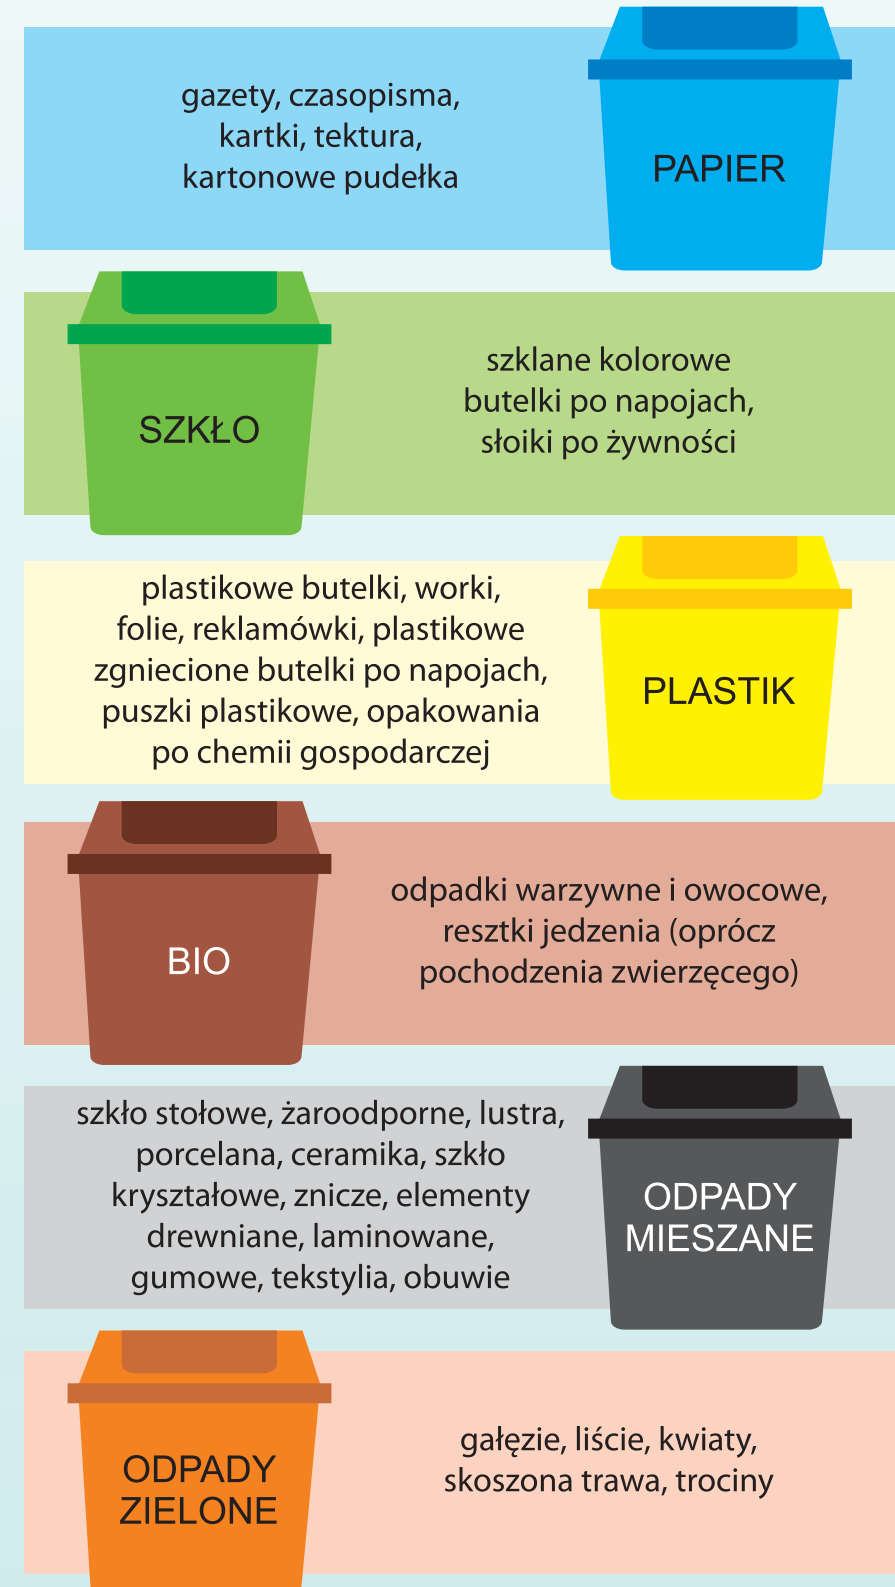 gazety, czasopisma,
kartki, tektura,
kartonowe pudełka
PAPIER
SZKŁO
szklane kolorowe
butelki po napojach,
słoiki po żywności
plastikowe butelki, worki,
folie, reklamówki, plastikowe
zgniecione butelki po napojach,
puszki plastikowe, opakowania
po chemii gospodarczej
PLASTIK
BIO
odpadki warzywne i owocowe,
resztki jedzenia (oprócz
pochodzenia zwierzęcego)
szkło stołowe, żaroodporne, lustra,
porcelana, ceramika, szkło
kryształowe, znicze, elementy
drewniane, laminowane,
gumowe, tekstylia, obuwie
ODPADY
MIESZANE
ODPADY
ZIELONE
gałęzie, liście, kwiaty,
skoszona trawa, trociny